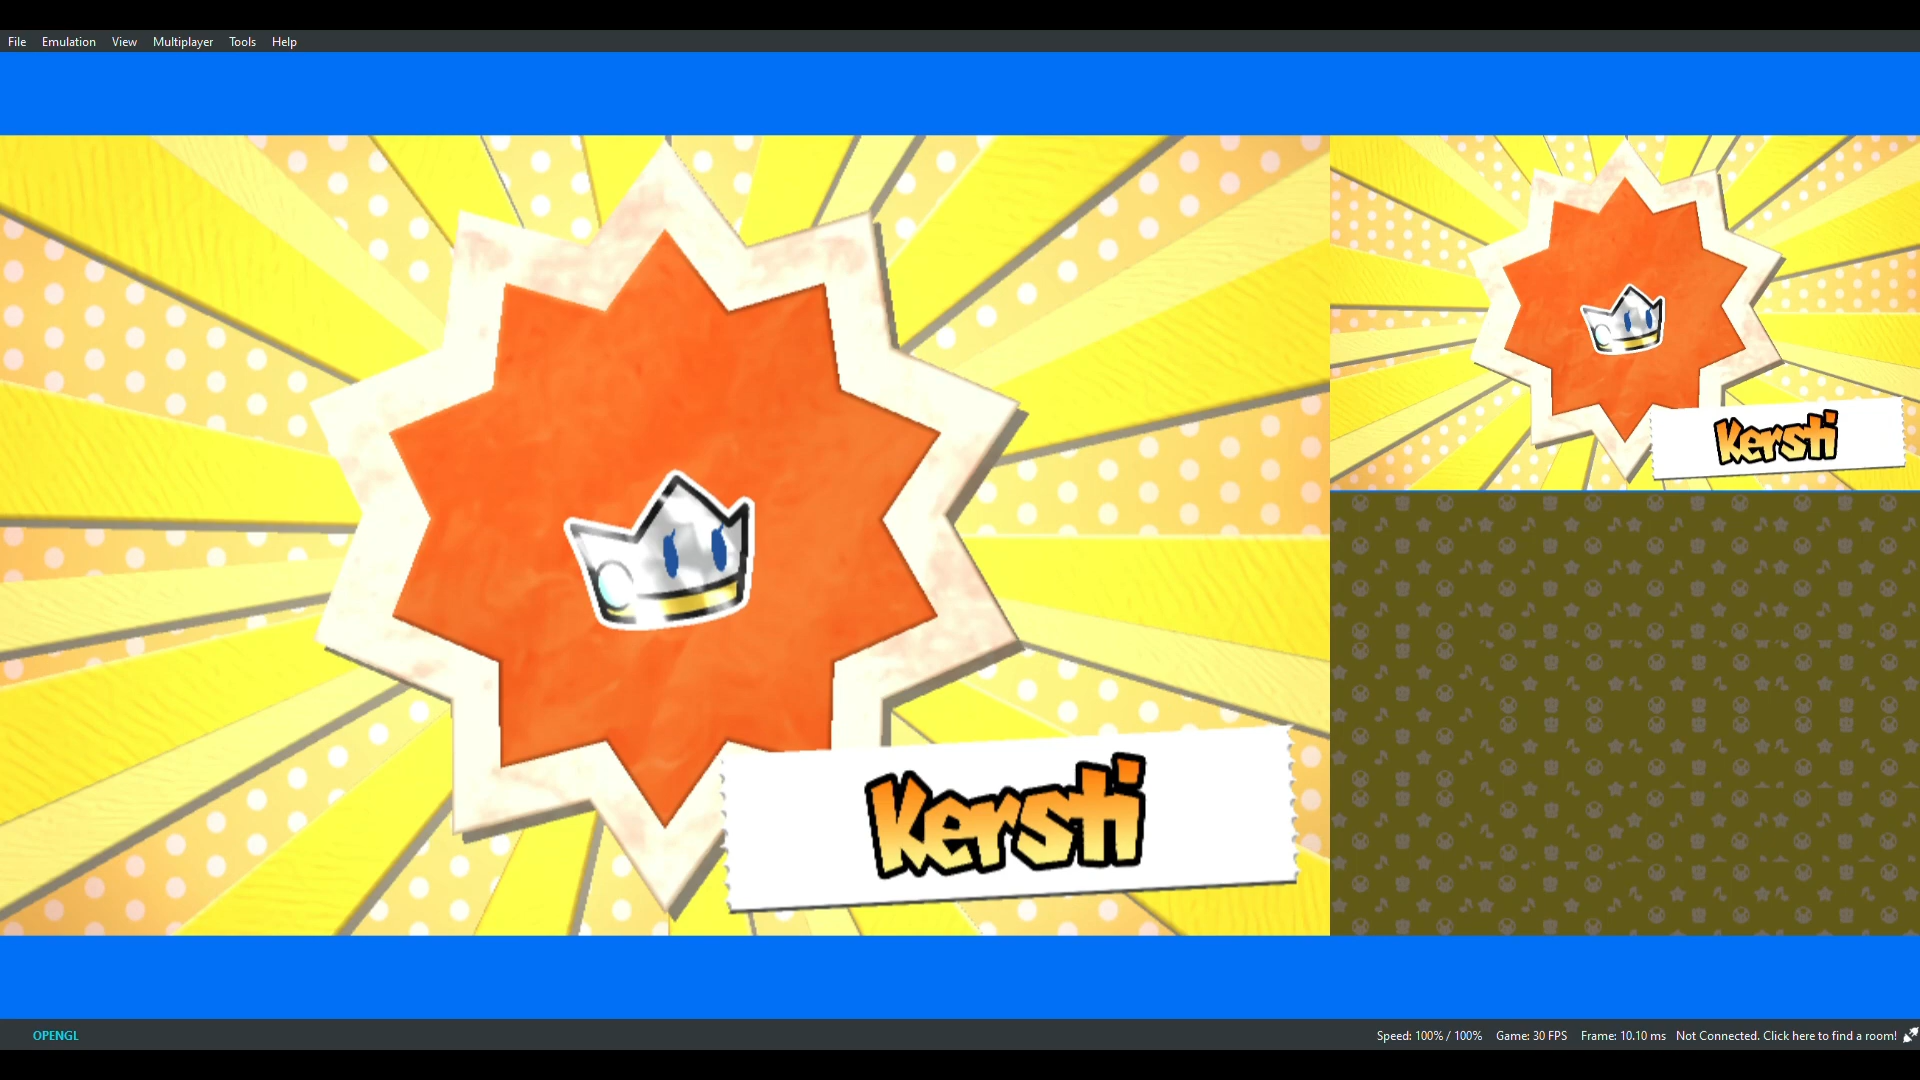 File Emulation View Multiplayer Tools Help
Kersti
Kersti
OPENGL Speed: 100% / 100% Game: 30 FPS Frame: 10.10 ms Not Connected. Click here to find a room!